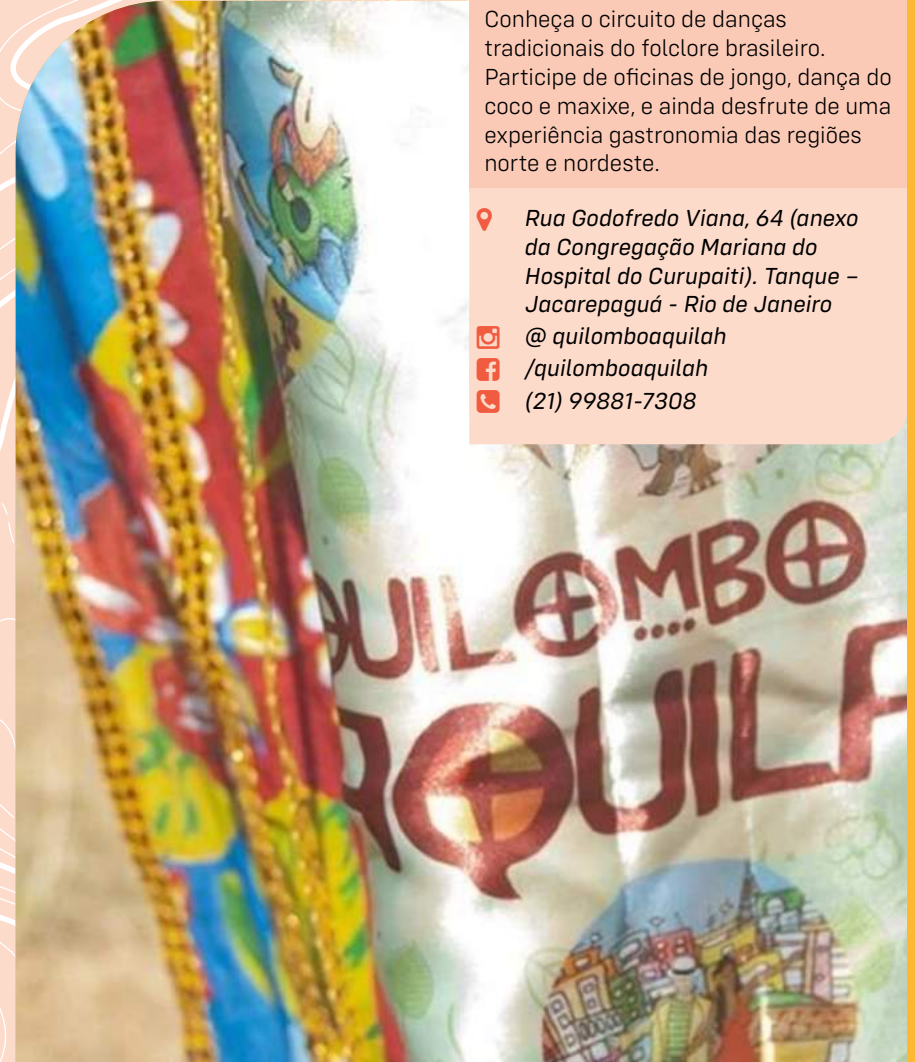 Conheça o circuito de danças
tradicionais do folclore brasileiro.
Participe de oficinas de jongo, dança do
coco e maxixe, e ainda desfrute de uma
experiência gastronomia das regiões
norte e nordeste.
Rua Godofredo Viana, 64 (anexo
da Congregação Mariana do
Hospital do Curupaiti). Tanque –
Jacarepaguá - Rio de Janeiro
@ quilomboaquilah
/quilomboaquilah
(21) 99881-7308
QUILOMBO
AQUILA